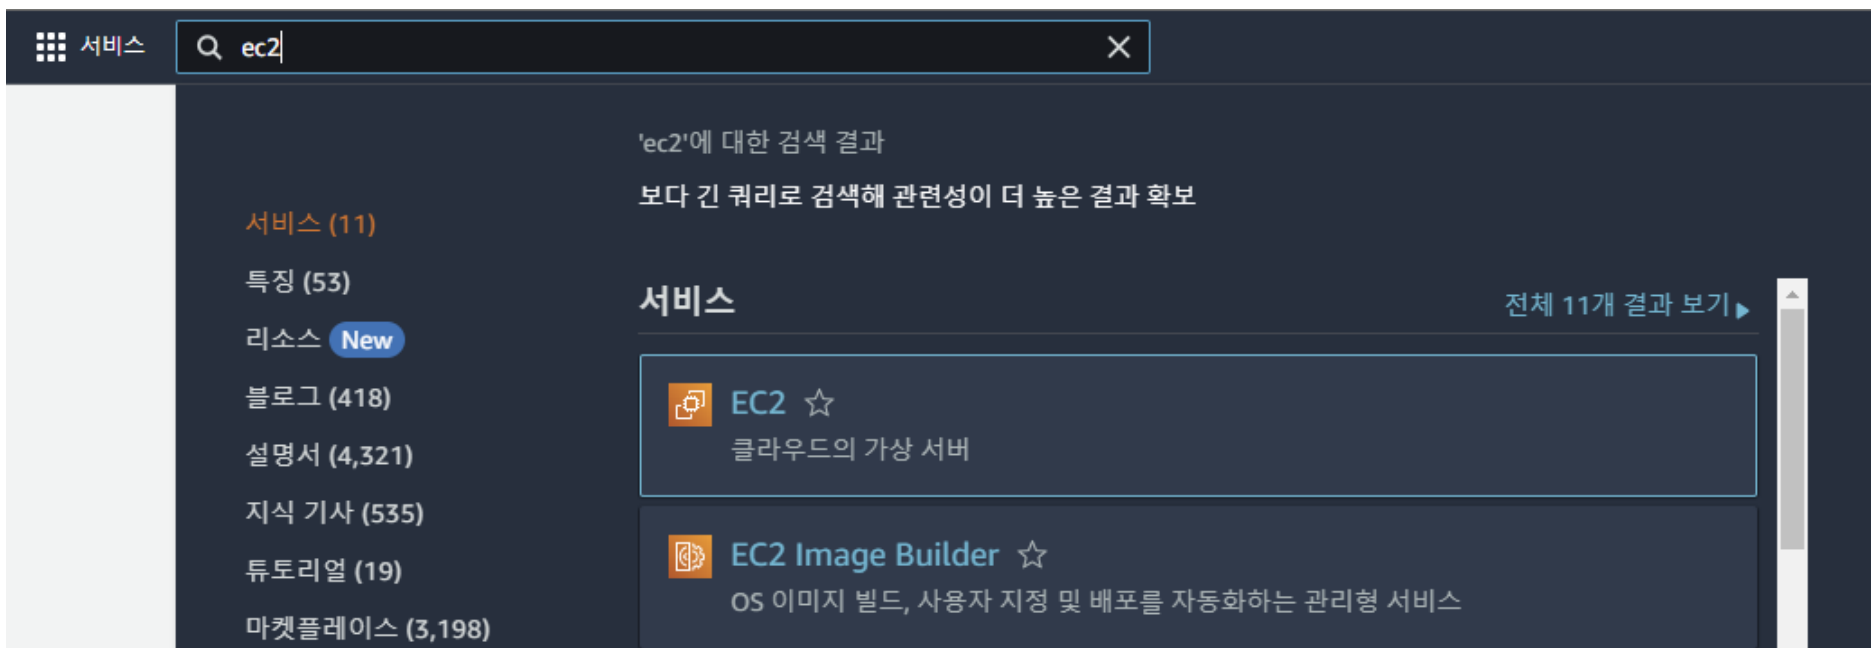 서비스
ec2
'ec2'에 대한 검색 결과
보다 긴 쿼리로 검색해 관련성이 더 높은 결과 확보
서비스 (11)
특징 (53)
리소스 New
블로그 (418)
설명서 (4,321)
지식 기사 (535)
튜토리얼 (19)
마켓플레이스 (3,198)
서비스
전체 11개 결과 보기
EC2
클라우드의 가상 서버
EC2 Image Builder
OS 이미지 빌드, 사용자 지정 및 배포를 자동화하는 관리형 서비스